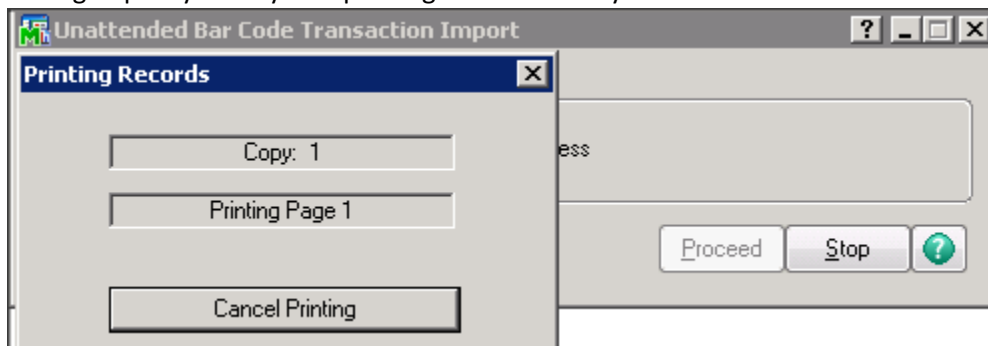 Unattended Bar Code Transaction Import
Printing Records
Copy: 1
ess
Printing Page 1
Proceed
Stop
Cancel Printing